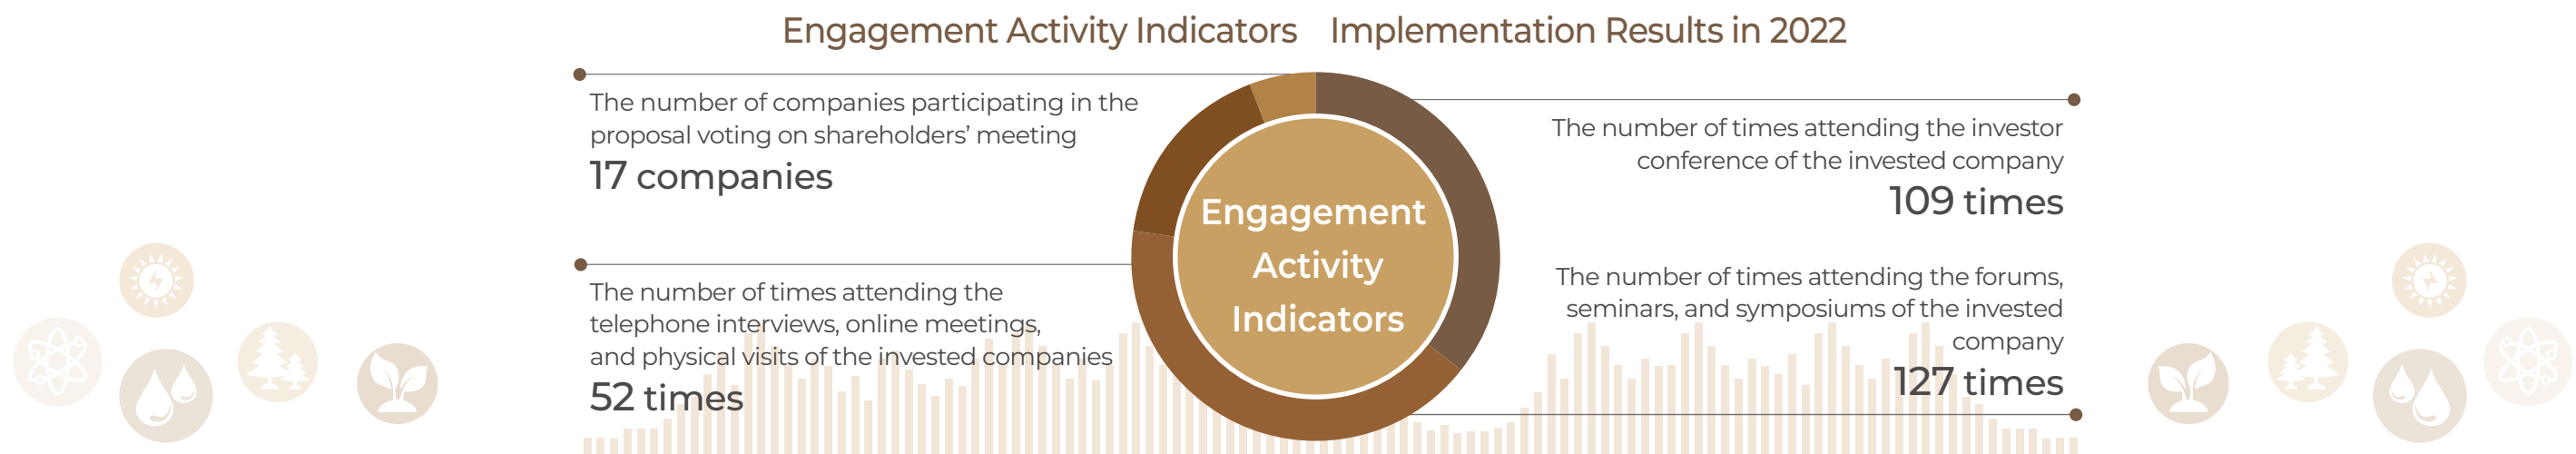 Engagement Activity Indicators Implementation Results in 2022
The number of companies participating in the
proposal voting on shareholders’ meeting
17 companies
The number of times attending the
telephone interviews, online meetings,
and physical visits of the invested companies
52 times
Engagement
Activity
Indicators
The number of times attending the investor
conference of the invested company
109 times
The number of times attending the forums,
seminars, and symposiums of the invested
company
127 times